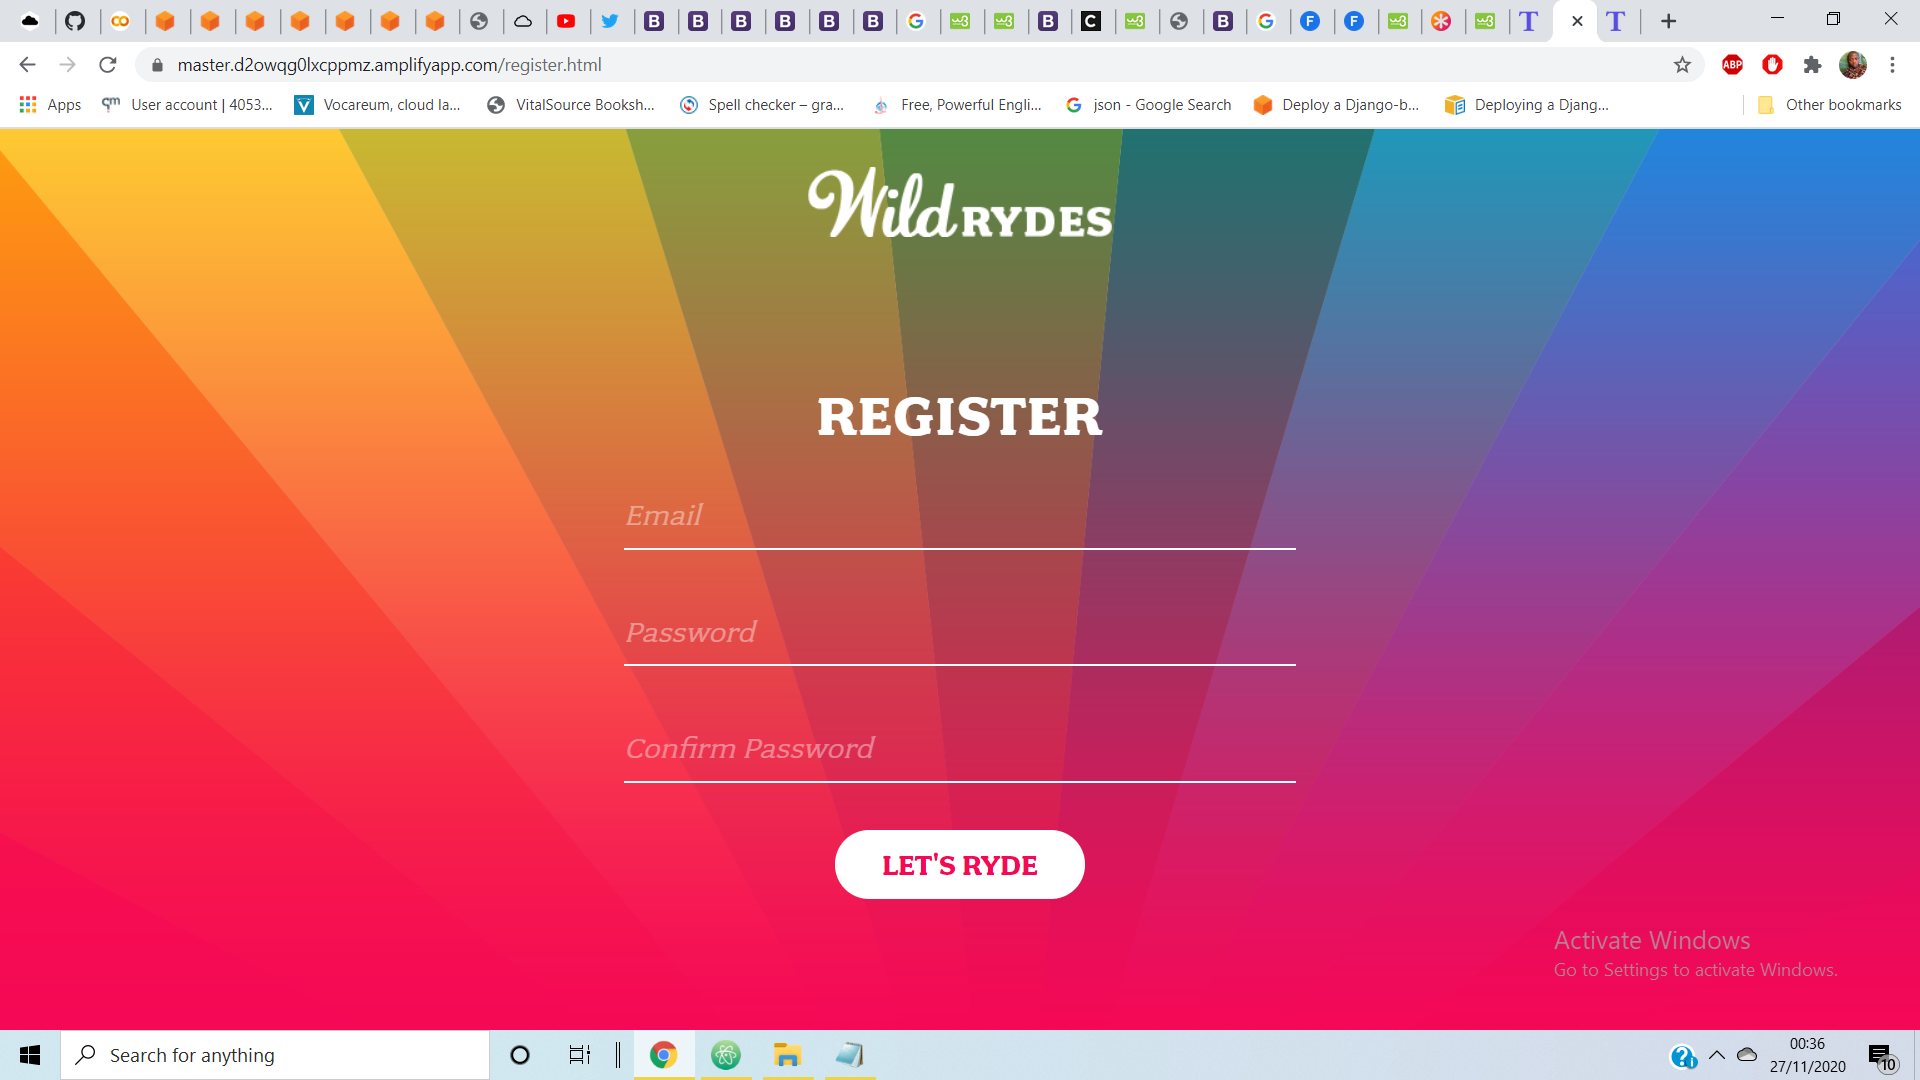 master.d2owqg0lxcppmz.amplifyapp.com/register.html
ABP
Apps
User account | 4053...
Vocareum, cloud la...
VitalSource Booksh...
Spell checker – gra...
Free, Powerful Engli...
json - Google Search
Deploy a Django-b...
Deploying a Djang...
Other bookmarks
Wild RYDES
REGISTER
Email
Password
Confirm Password
LET'S RYDE
Activate Windows
Go to Settings to activate Windows.
Search for anything
00:36
27/11/2020
10